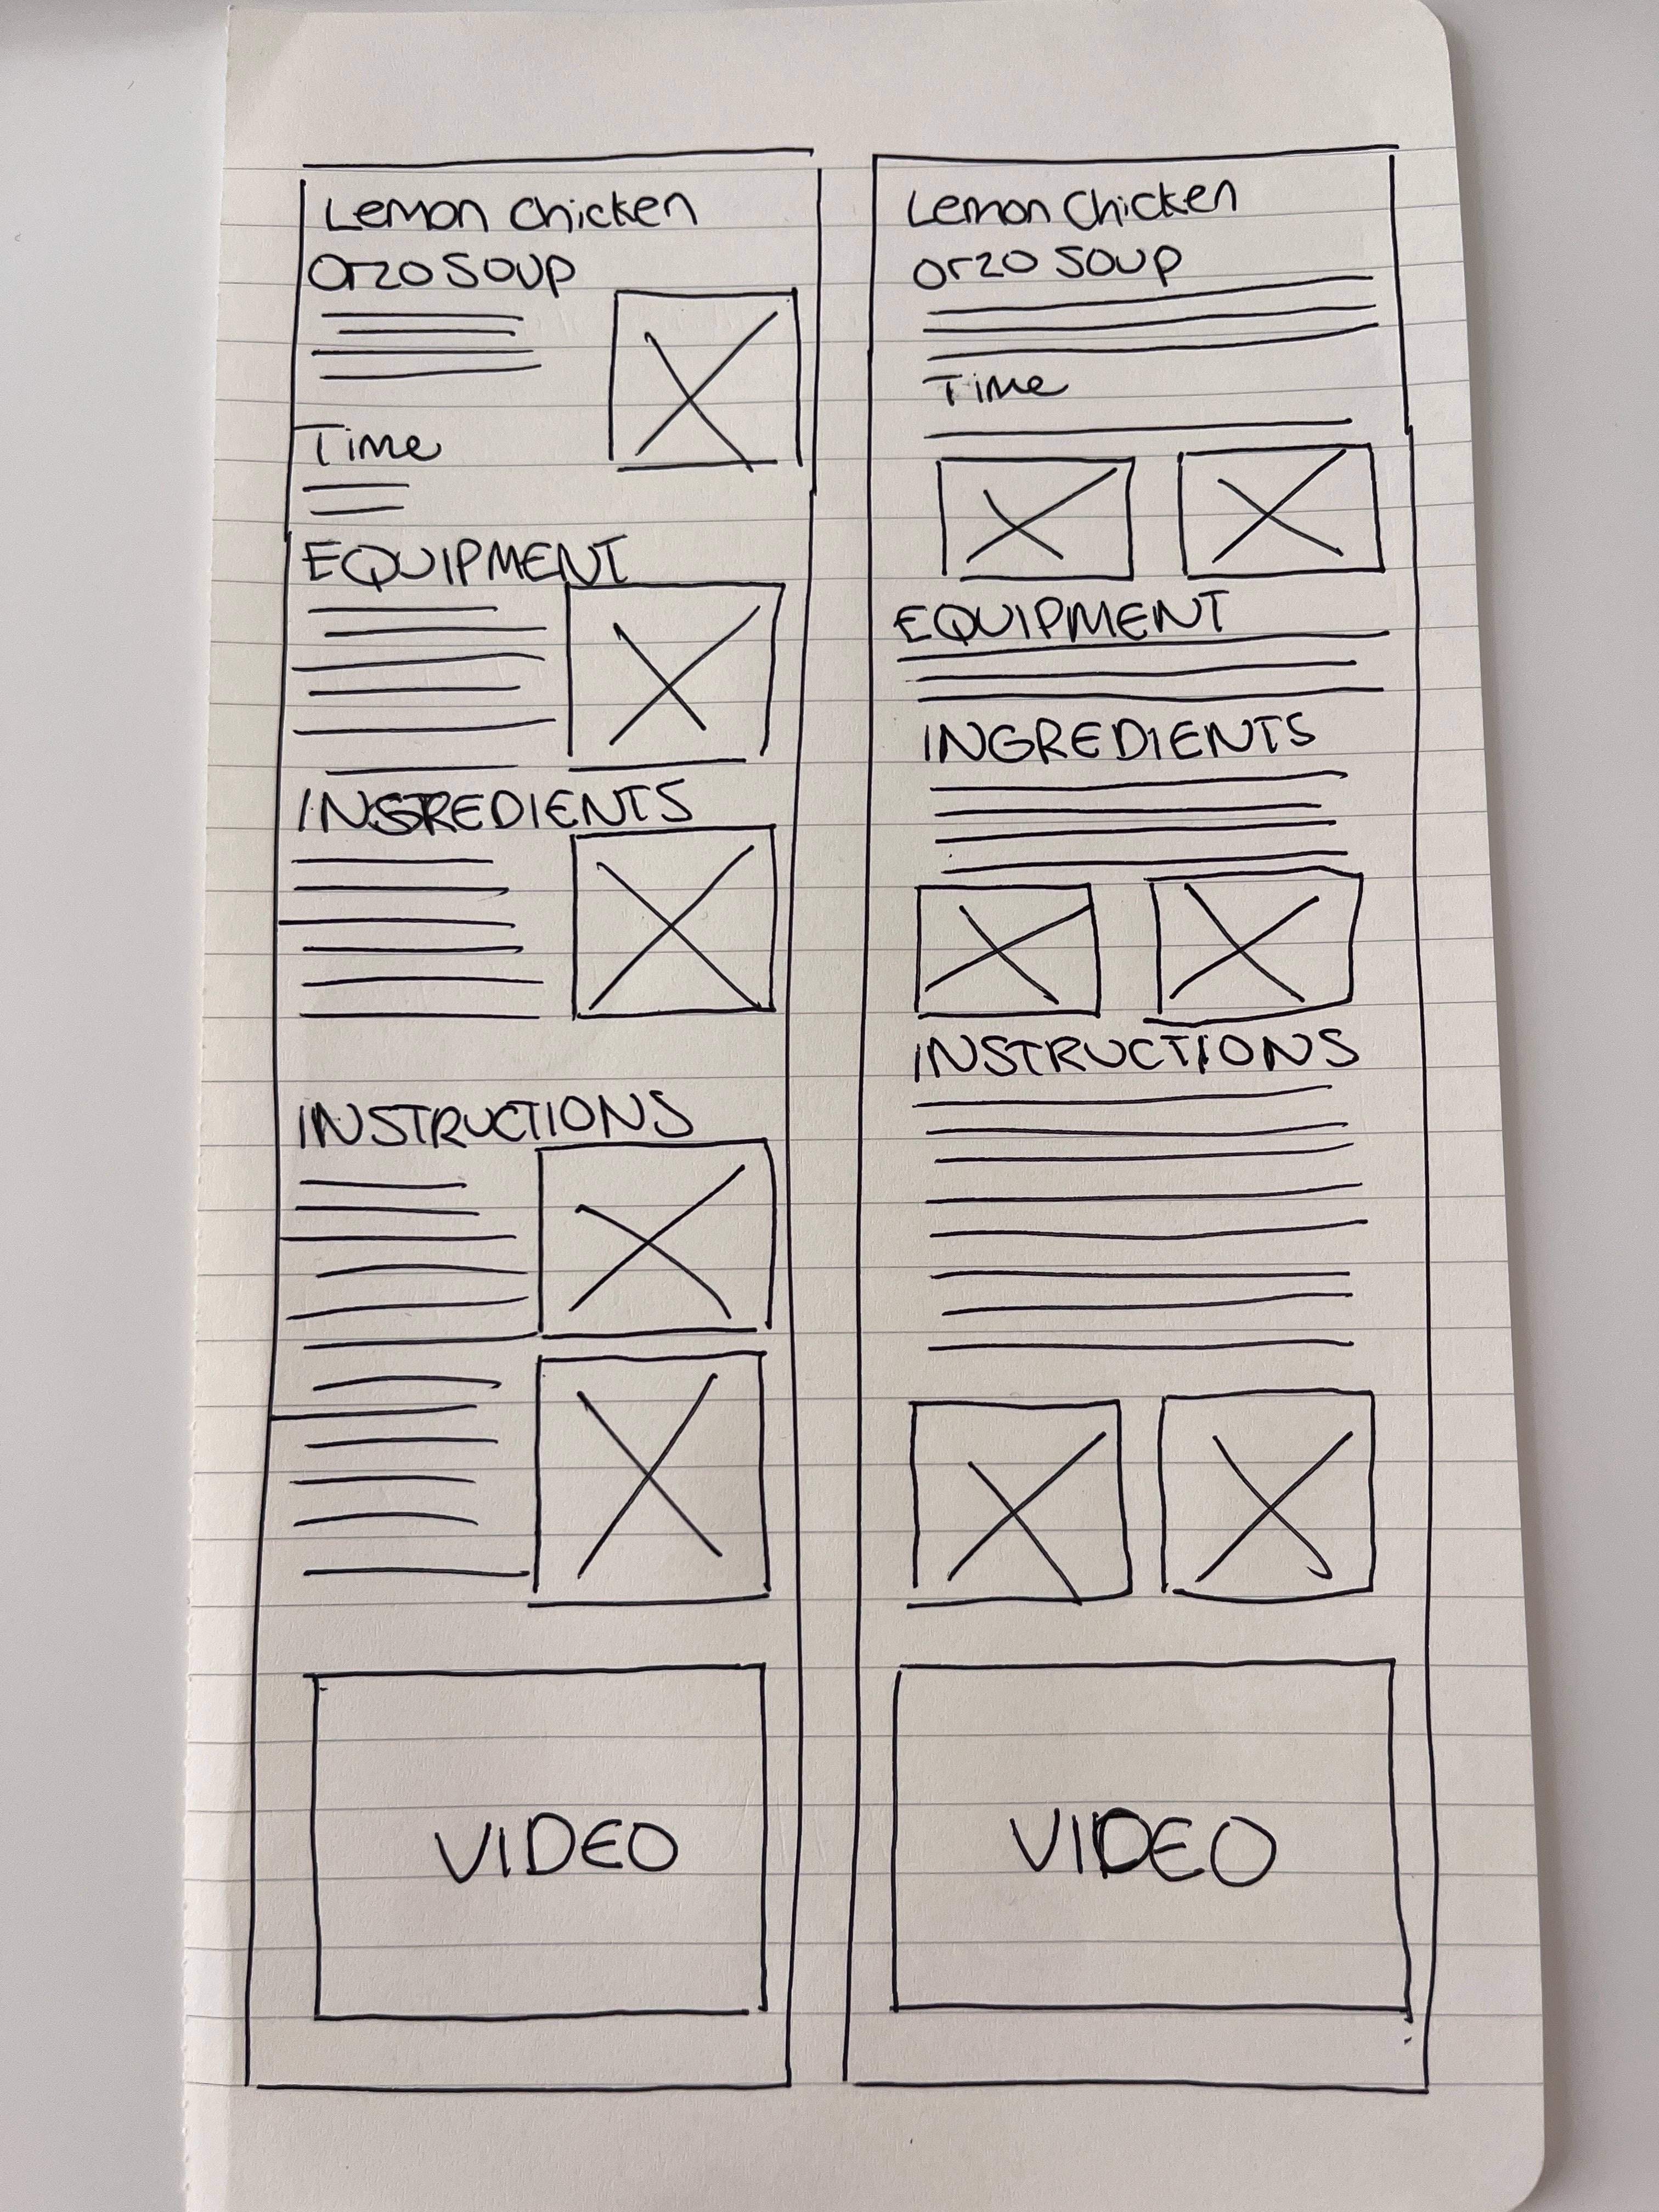 Lemon Chicken
Orzo SOUP
Time
EQUIPMENT
INGREDIENTS
INSTRUCTIONS
VIDEO
Lemon Chicken
Orzo SOUP
Time
EQUIPMENT
INGREDIENTS
INSTRUCTIONS
VIDEO